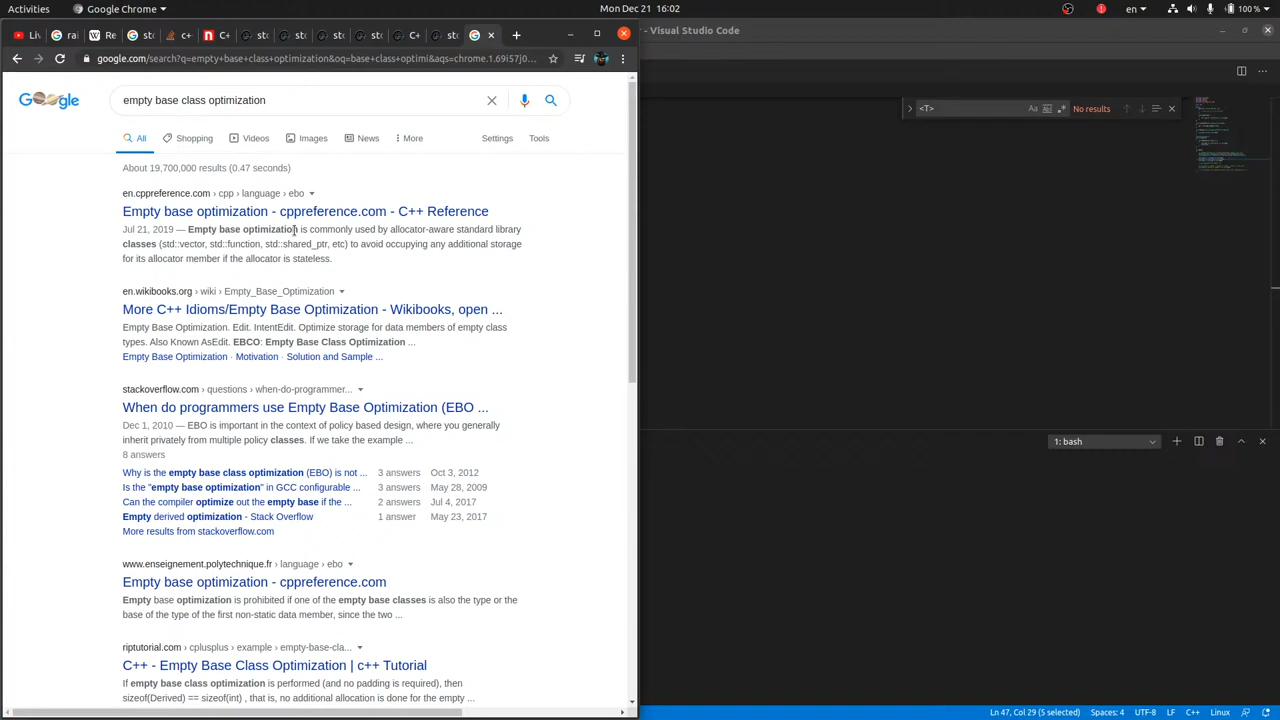 Activities
Google Chrome
Mon Dec 21 16:02
en
100 %
Liv
rai
W Re
sto
c+
n C+
sto
sto
sto
sto
C+
sto
- Visual Studio Code
google.com/search?q=empty+base+class+optimization&oq=base+class+optimi&aqs=chrome.1.69i57j0...
Google
empty base class optimization
<T>
Aa
No results
All
Shopping
Videos
Images
News
More
Settings
Tools
About 19,700,000 results (0.47 seconds)
en.cppreference.com › cpp › language › ebo
Empty base optimization - cppreference.com - C++ Reference
Jul 21, 2019 — Empty base optimization is commonly used by allocator-aware standard library
classes (std::vector, std::function, std::shared_ptr, etc) to avoid occupying any additional storage
for its allocator member if the allocator is stateless.
en.wikibooks.org › wiki › Empty_Base_Optimization
More C++ Idioms/Empty Base Optimization - Wikibooks, open ...
Empty Base Optimization. Edit. IntentEdit. Optimize storage for data members of empty class
types. Also Known AsEdit. EBCO: Empty Base Class Optimization ...
Empty Base Optimization · Motivation · Solution and Sample ...
stackoverflow.com › questions › when-do-programmer...
When do programmers use Empty Base Optimization (EBO ...
Dec 1, 2010 — EBO is important in the context of policy based design, where you generally
inherit privately from multiple policy classes. If we take the example ...
8 answers
Why is the empty base class optimization (EBO) is not ... 3 answers Oct 3, 2012
Is the "empty base optimization" in GCC configurable ... 3 answers May 28, 2009
Can the compiler optimize out the empty base if the ... 2 answers Jul 4, 2017
Empty derived optimization - Stack Overflow 1 answer May 23, 2017
More results from stackoverflow.com
1: bash
www.enseignement.polytechnique.fr › language › ebo
Empty base optimization - cppreference.com
Empty base optimization is prohibited if one of the empty base classes is also the type or the
base of the type of the first non-static data member, since the two ...
riptutorial.com › cplusplus › example › empty-base-cla...
C++ - Empty Base Class Optimization | c++ Tutorial
If empty base class optimization is performed (and no padding is required), then
sizeof(Derived) == sizeof(int) , that is, no additional allocation is done for the empty ...
Ln 47, Col 29 (5 selected)
Spaces: 4
UTF-8
LF
C++
Linux